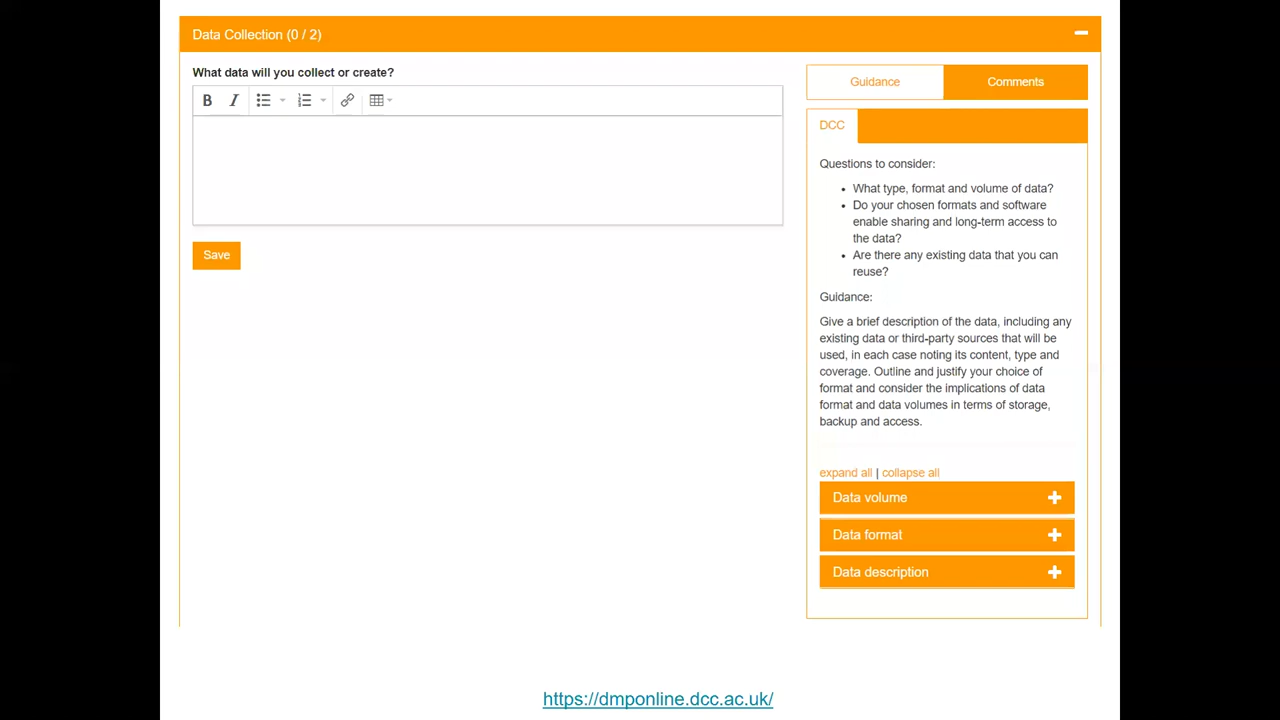 Data Collection (0 / 2)
What data will you collect or create?
B I
Save
Guidance Comments
DCC
Questions to consider:
• What type, format and volume of data?
• Do your chosen formats and software
enable sharing and long-term access to
the data?
• Are there any existing data that you can
reuse?
Guidance:
Give a brief description of the data, including any
existing data or third-party sources that will be
used, in each case noting its content, type and
coverage. Outline and justify your choice of
format and consider the implications of data
format and data volumes in terms of storage,
backup and access.
expand all | collapse all
Data volume
Data format
Data description
https://dmponline.dcc.ac.uk/